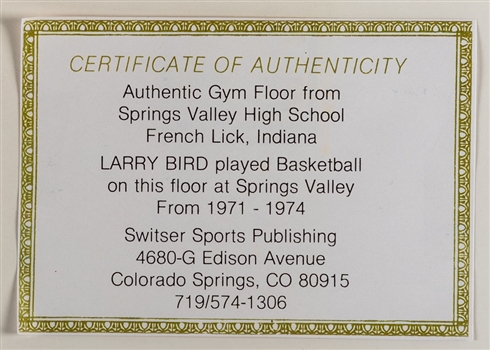 CERTIFICATE OF AUTHENTICITY
Authentic Gym Floor from
Springs Valley High School
French Lick, Indiana
LARRY BIRD played Basketball
on this floor at Springs Valley
From 1971 - 1974
Switser Sports Publishing
4680-G Edison Avenue
Colorado Springs, CO 80915
719/574-1306